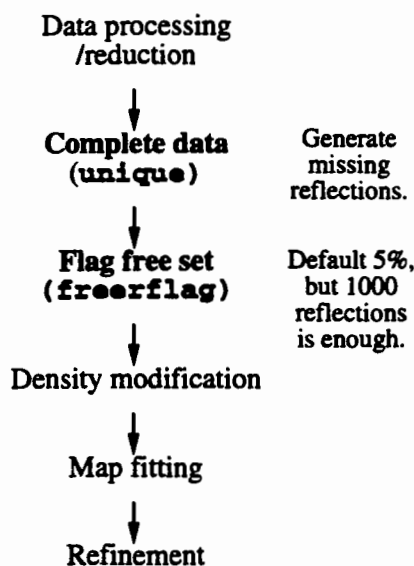 Data processing
/reduction
Complete data
(unique)
Generate
missing
reflections.
Flag free set
(freerflag)
Default 5%,
but 1000
reflections
is enough.
Density modification
Map fitting
Refinement